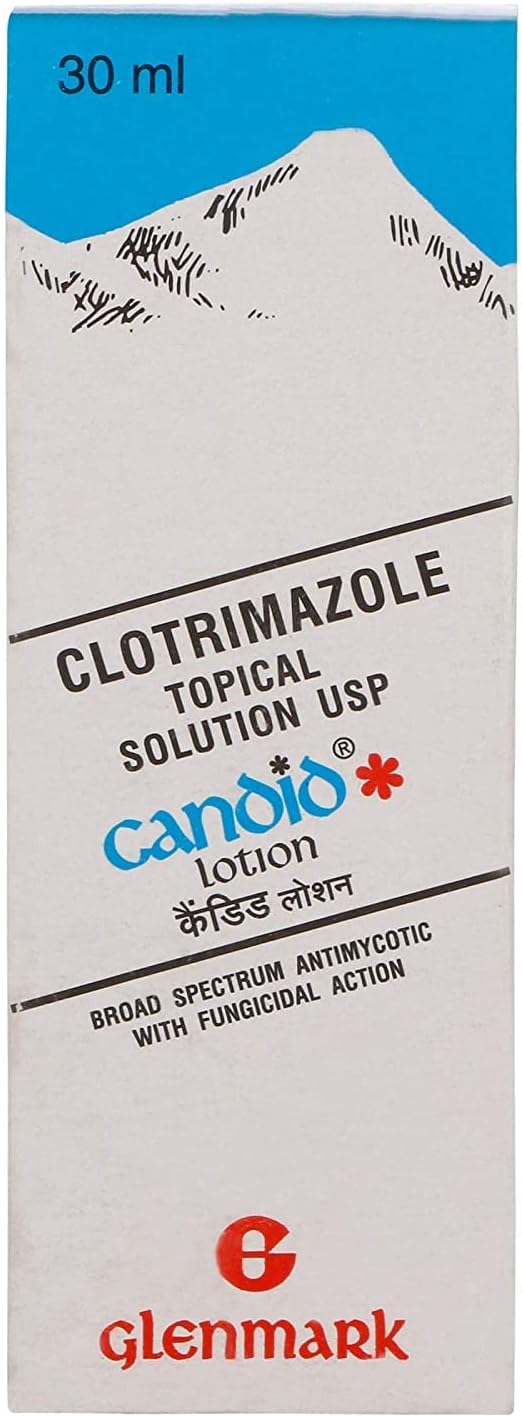 30 ml
CLOTRIMAZOLE
TOPICAL
SOLUTION USP
candid®*
lotion
कैंडिड लोशन
BROAD SPECTRUM ANTIMYCOTIC
WITH FUNGICIDAL ACTION
G
GLENMARK